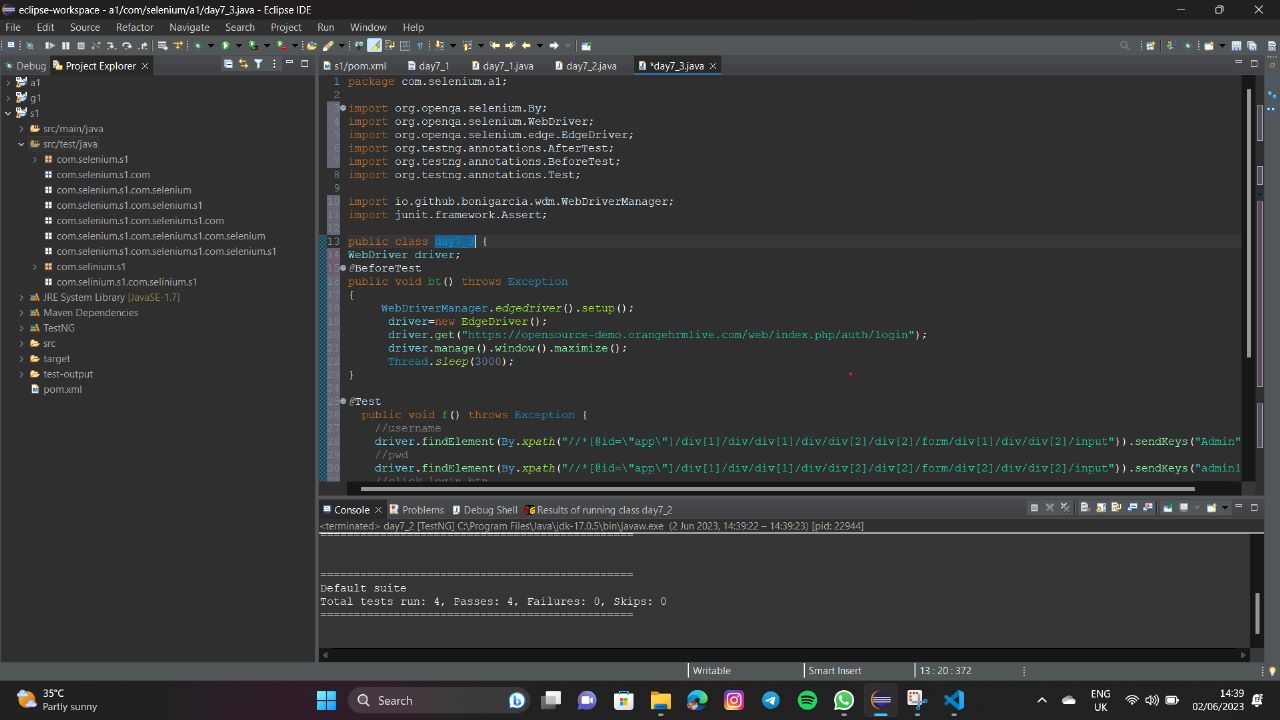 eclipse-workspace - a1/com/selenium/a1/day7_3.java - Eclipse IDE
File Edit Source Refactor Navigate Search Project Run Window Help
Debug Project Explorer
a1
g1
s1
src/main/java
src/test/java
com.selenium.s1
com.selenium.s1.com
com.selenium.s1.com.selenium
com.selenium.s1.com.selenium.s1
com.selenium.s1.com.selenium.s1.com
com.selenium.s1.com.selenium.s1.com.selenium
com.selenium.s1.com.selenium.s1.com.selenium.s1
com.selinium.s1
com.selinium.s1.com.selinium.s1
JRE System Library [JavaSE-1.7]
Maven Dependencies
TestNG
src
target
test-output
pom.xml
s1/pom.xml day7_1 day7_1.java day7_2.java *day7_3.java
1 package com.selenium.a1;
2
3 import org.openqa.selenium.By;
4 import org.openqa.selenium.WebDriver;
5 import org.openqa.selenium.edge.EdgeDriver;
6 import org.testng.annotations.AfterTest;
7 import org.testng.annotations.BeforeTest;
8 import org.testng.annotations.Test;
9
10 import io.github.bonigarcia.wdm.WebDriverManager;
11 import junit.framework.Assert;
12
13 public class day7_3 {
14 WebDriver driver;
15 @BeforeTest
16 public void bt() throws Exception
17 {
18 WebDriverManager.edgedriver().setup();
19 driver=new EdgeDriver();
20 driver.get("https://opensource-demo.orangehrmlive.com/web/index.php/auth/login");
21 driver.manage().window().maximize();
22 Thread.sleep(3000);
23 }
24
25 @Test
26 public void f() throws Exception {
27 //username
28 driver.findElement(By.xpath("//*[@id=\"app\"]/div[1]/div/div[1]/div/div[2]/div[2]/form/div[1]/div/div[2]/input")).sendKeys("Admin"
29 //pwd
30 driver.findElement(By.xpath("//*[@id=\"app\"]/div[1]/div/div[1]/div/div[2]/div[2]/form/div[2]/div/div[2]/input")).sendKeys("admin1
//click login btn
Console Problems Debug Shell Results of running class day7_2
<terminated> day7_2 [TestNG] C:\Program Files\Java\jdk-17.0.5\bin\javaw.exe (2 Jun 2023, 14:39:22 – 14:39:23) [pid: 22944]
===============================================
===============================================
Default suite
Total tests run: 4, Passes: 4, Failures: 0, Skips: 0
===============================================
Writable Smart Insert 13 : 20 : 372
35°C
Partly sunny
Search
ENG
UK
14:39
02/06/2023